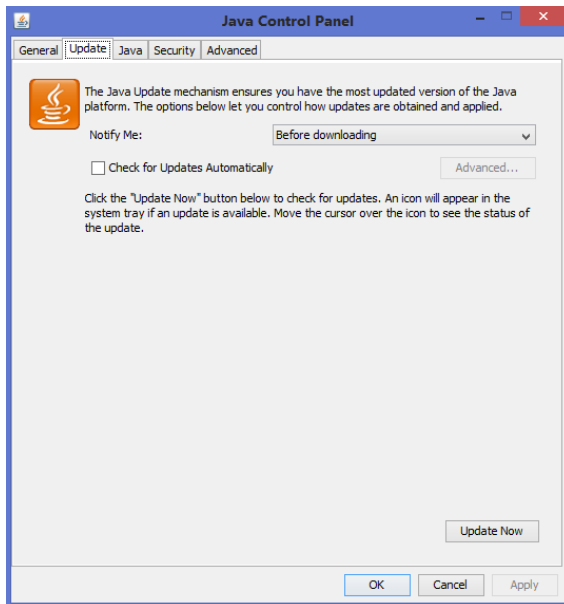 Java Control Panel
General Update Java Security Advanced
The Java Update mechanism ensures you have the most updated version of the Java
platform. The options below let you control how updates are obtained and applied.
Notify Me: Before downloading
Check for Updates Automatically Advanced...
Click the "Update Now" button below to check for updates. An icon will appear in the
system tray if an update is available. Move the cursor over the icon to see the status of
the update.
Update Now
OK Cancel Apply